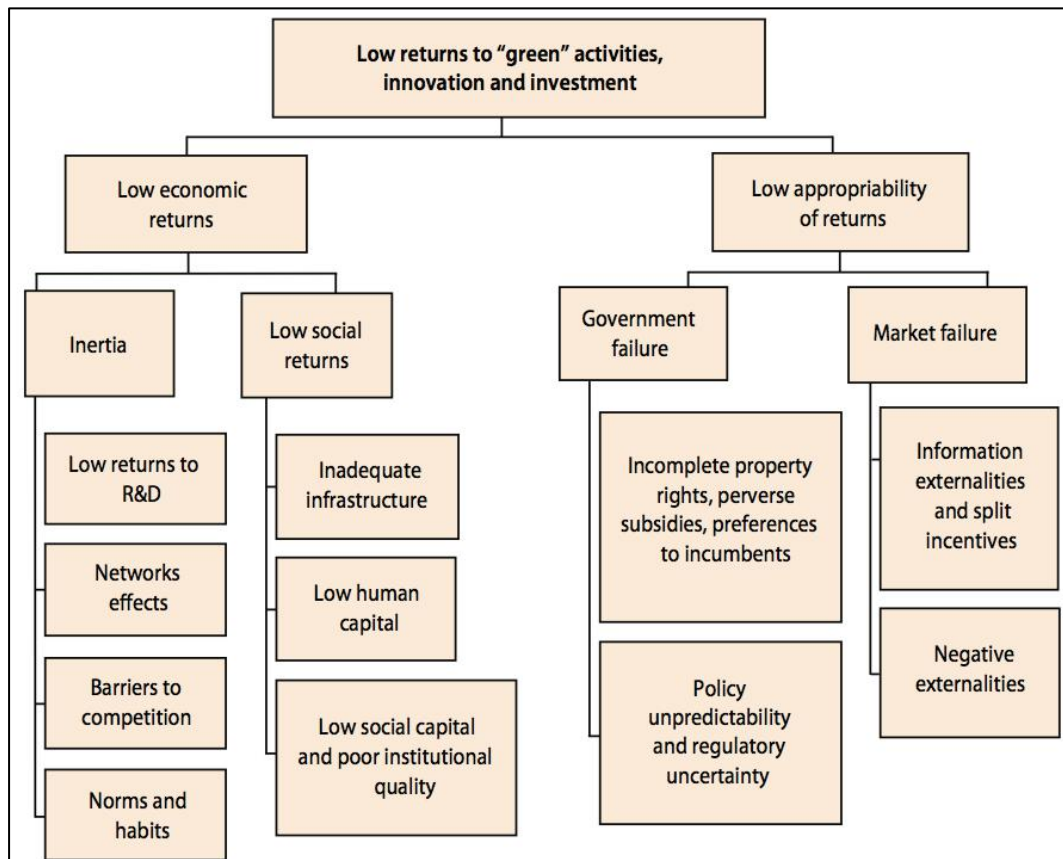 Low returns to “green” activities,
innovation and investment
Low economic
returns
Low appropriability
of returns
Inertia
Low social
returns
Government
failure
Market failure
Low returns to
R&D
Networks
effects
Barriers to
competition
Norms and
habits
Inadequate
infrastructure
Low human
capital
Low social capital
and poor institutional
quality
Incomplete property
rights, perverse
subsidies, preferences
to incumbents
Policy
unpredictability
and regulatory
uncertainty
Information
externalities
and split
incentives
Negative
externalities